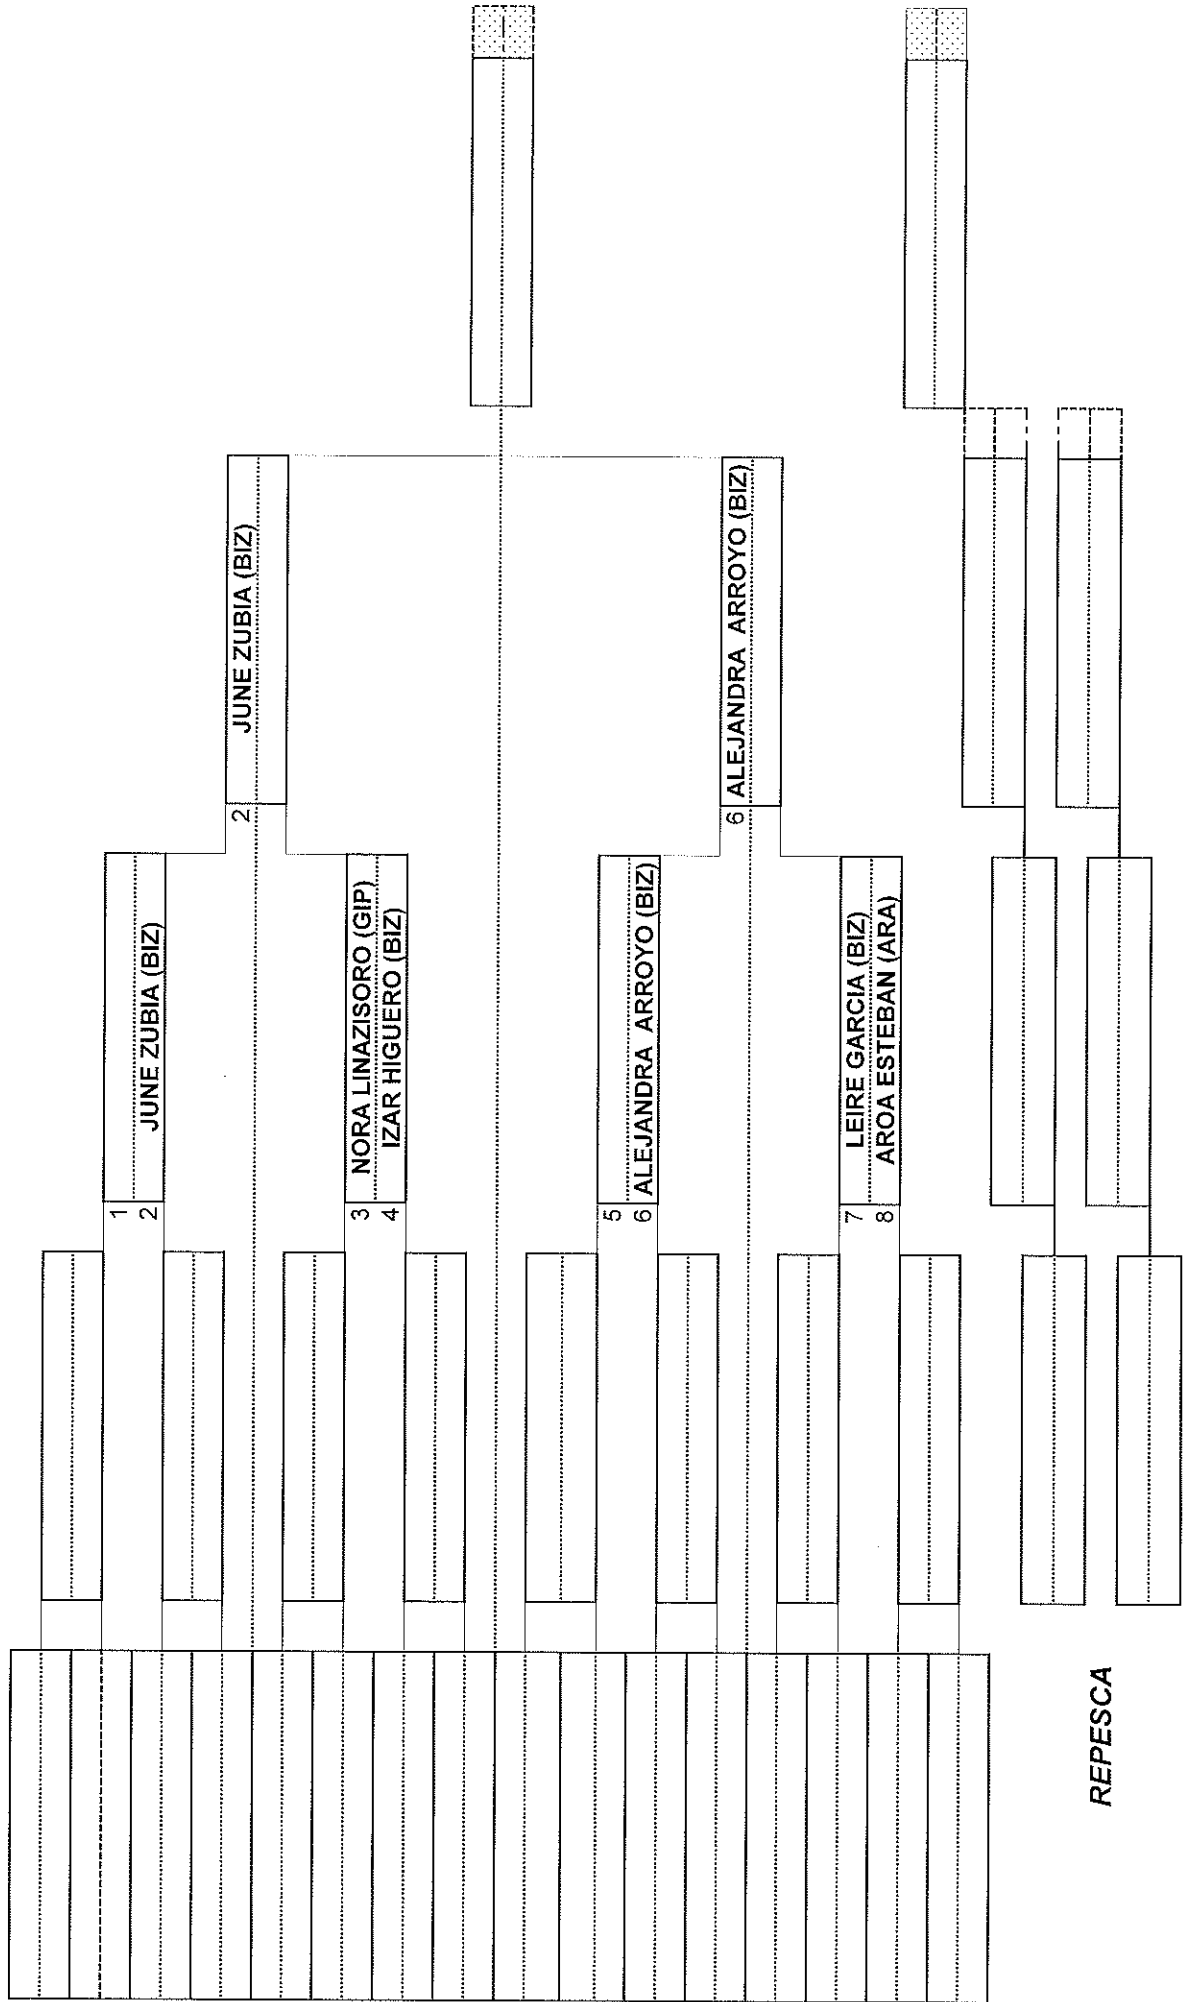 1
2 JUNE ZUBIA (BIZ)
3 NORA LINAZISORO (GIP)
4 IZAR HIGUERO (BIZ)
5
6 ALEJANDRA ARROYO (BIZ)
7 LEIRE GARCIA (BIZ)
8 AROA ESTEBAN (ARA)
2 JUNE ZUBIA (BIZ)
6 ALEJANDRA ARROYO (BIZ)
REPESCA